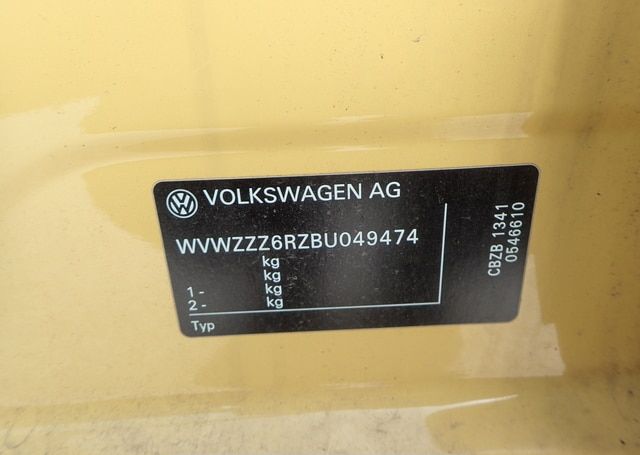 VOLKSWAGEN AG
WVWZZZ6RZBU049474
kg
kg
1 - kg
2 - kg
Typ
CBZB 1341
0546610